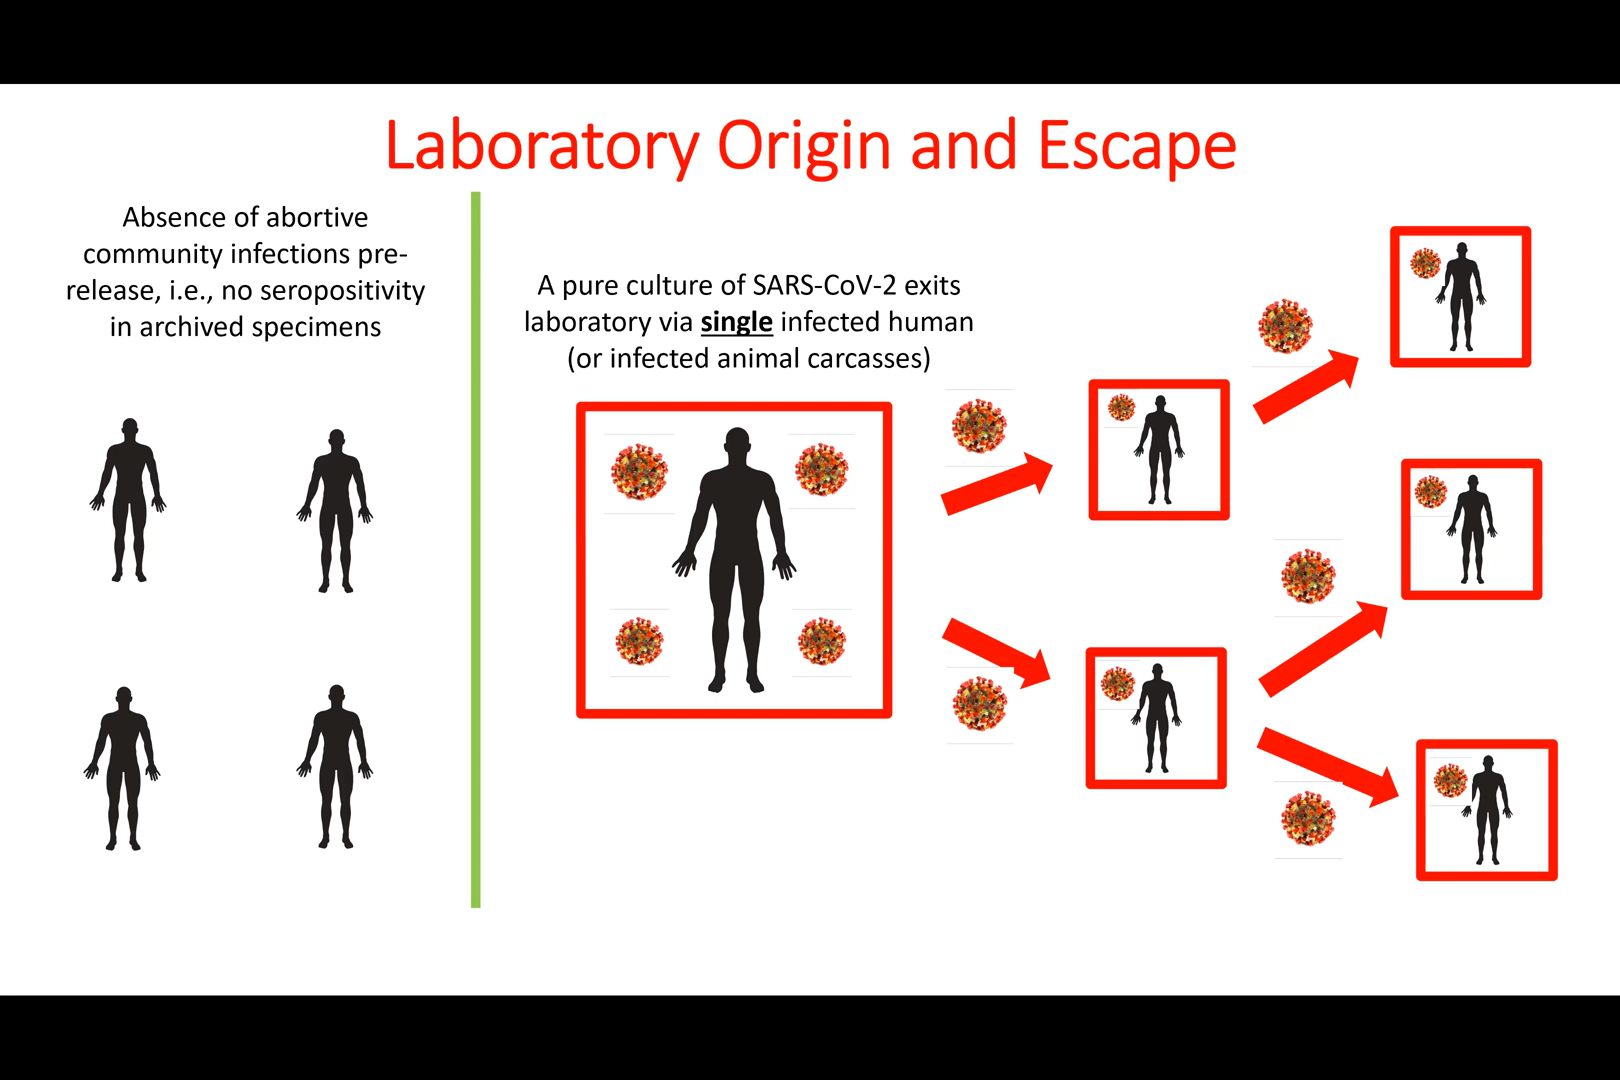 Laboratory Origin and Escape
Absence of abortive
community infections pre-
release, i.e., no seropositivity
in archived specimens
A pure culture of SARS-CoV-2 exits
laboratory via single infected human
(or infected animal carcasses)